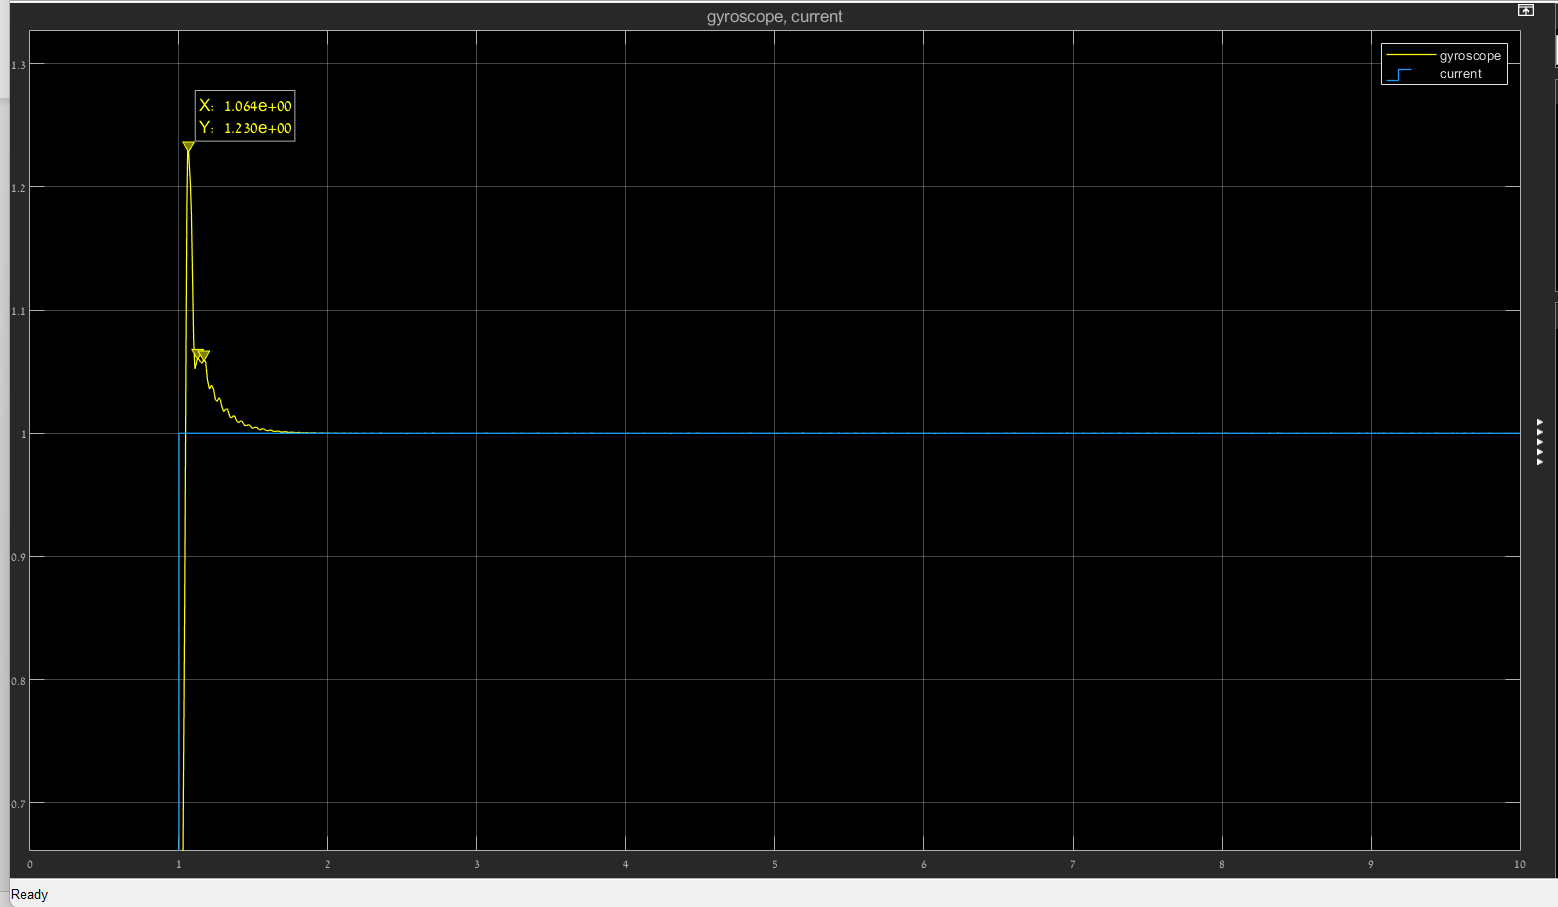 gyroscope, current
gyroscope
current
1.3
X: 1.064e+00
Y: 1.230e+00
1.2
1.1
1
0.9
0.8
0.7
0 1 2 3 4 5 6 7 8 9 10
Ready